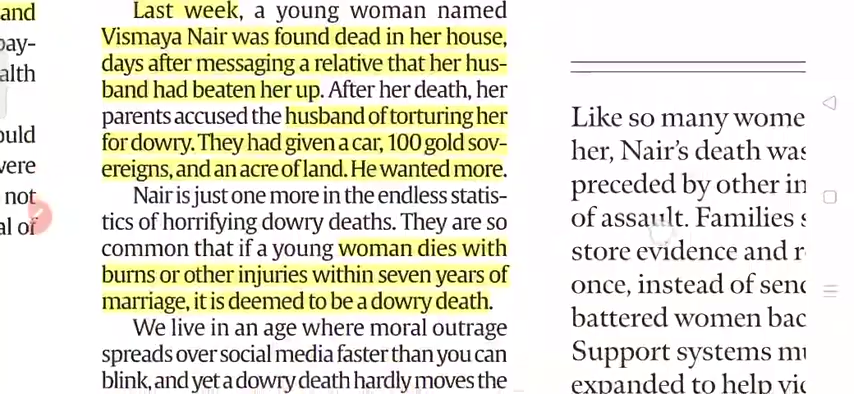 and
pay-
alth
ould
were
not
al of
Last week, a young woman named
Vismaya Nair was found dead in her house,
days after messaging a relative that her hus-
band had beaten her up. After her death, her
parents accused the husband of torturing her
for dowry. They had given a car, 100 gold sov-
ereigns, and an acre of land. He wanted more.
Nair is just one more in the endless statis-
tics of horrifying dowry deaths. They are so
common that if a young woman dies with
burns or other injuries within seven years of
marriage, it is deemed to be a dowry death.
We live in an age where moral outrage
spreads over social media faster than you can
blink, and yet a dowry death hardly moves the
Like so many wome
her, Nair's death was
preceded by other in
of assault. Families s
store evidence and r
once, instead of senc
battered women bac
Support systems mu
expanded to help vic